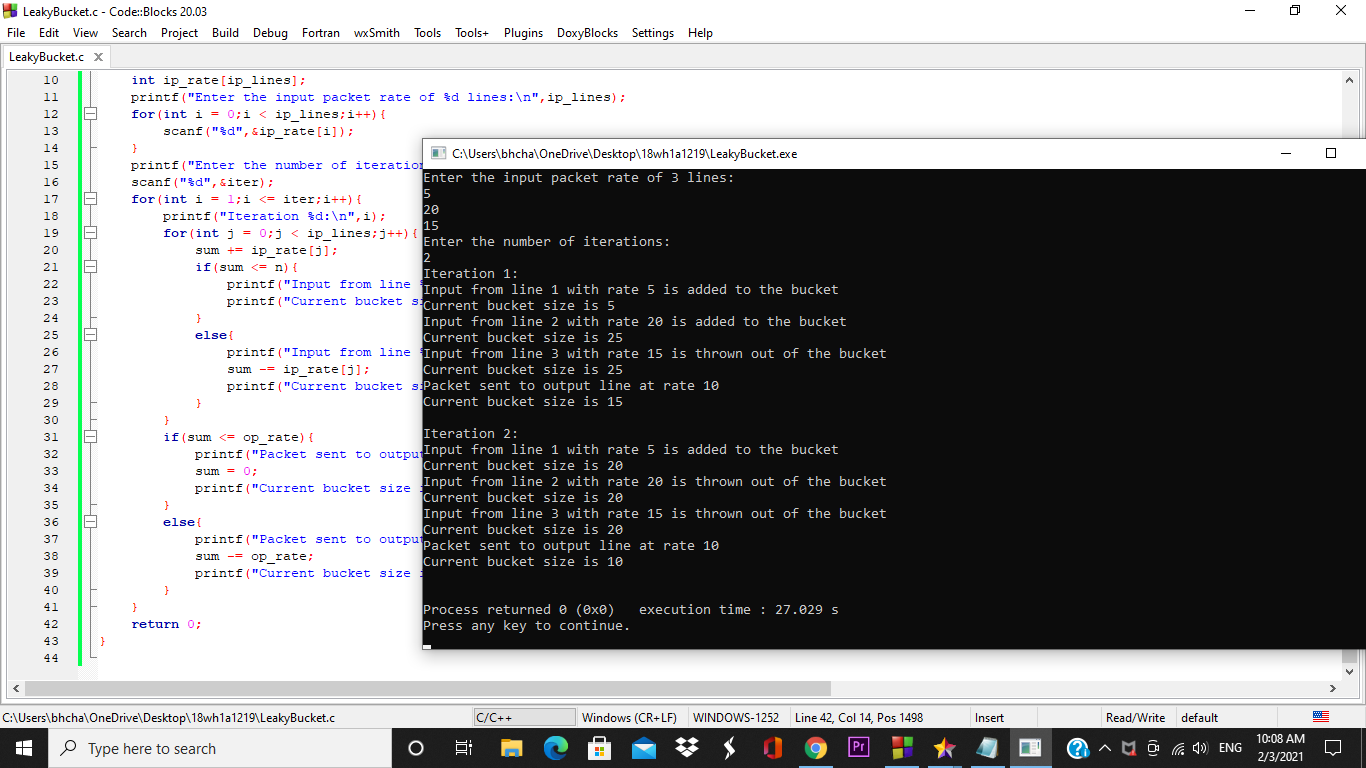 LeakyBucket.c - Code::Blocks 20.03
File Edit View Search Project Build Debug Fortran wxSmith Tools Tools+ Plugins DoxyBlocks Settings Help
LeakyBucket.c
10 int ip_rate[ip_lines];
11 printf("Enter the input packet rate of %d lines:\n",ip_lines);
12 for(int i = 0;i < ip_lines;i++){
13 scanf("%d",&ip_rate[i]);
14 }
15 printf("Enter the number of iteration
16 scanf("%d",&iter);
17 for(int i = 1;i <= iter;i++){
18 printf("Iteration %d:\n",i);
19 for(int j = 0;j < ip_lines;j++){
20 sum += ip_rate[j];
21 if(sum <= n){
22 printf("Input from line
23 printf("Current bucket si
24 }
25 else{
26 printf("Input from line
27 sum -= ip_rate[j];
28 printf("Current bucket si
29 }
30 }
31 if(sum <= op_rate){
32 printf("Packet sent to outpu
33 sum = 0;
34 printf("Current bucket size
35 }
36 else{
37 printf("Packet sent to outpu
38 sum -= op_rate;
39 printf("Current bucket size
40 }
41 }
42 return 0;
43 }
44
C:\Users\bhcha\OneDrive\Desktop\18wh1a1219\LeakyBucket.exe
Enter the input packet rate of 3 lines:
5
20
15
Enter the number of iterations:
2
Iteration 1:
Input from line 1 with rate 5 is added to the bucket
Current bucket size is 5
Input from line 2 with rate 20 is added to the bucket
Current bucket size is 25
Input from line 3 with rate 15 is thrown out of the bucket
Current bucket size is 25
Packet sent to output line at rate 10
Current bucket size is 15
Iteration 2:
Input from line 1 with rate 5 is added to the bucket
Current bucket size is 20
Input from line 2 with rate 20 is thrown out of the bucket
Current bucket size is 20
Input from line 3 with rate 15 is thrown out of the bucket
Current bucket size is 20
Packet sent to output line at rate 10
Current bucket size is 10
Process returned 0 (0x0) execution time : 27.029 s
Press any key to continue.
C:\Users\bhcha\OneDrive\Desktop\18wh1a1219\LeakyBucket.c C/C++ Windows (CR+LF) WINDOWS-1252 Line 42, Col 14, Pos 1498 Insert Read/Write default
Type here to search Pr ENG 10:08 AM
2/3/2021